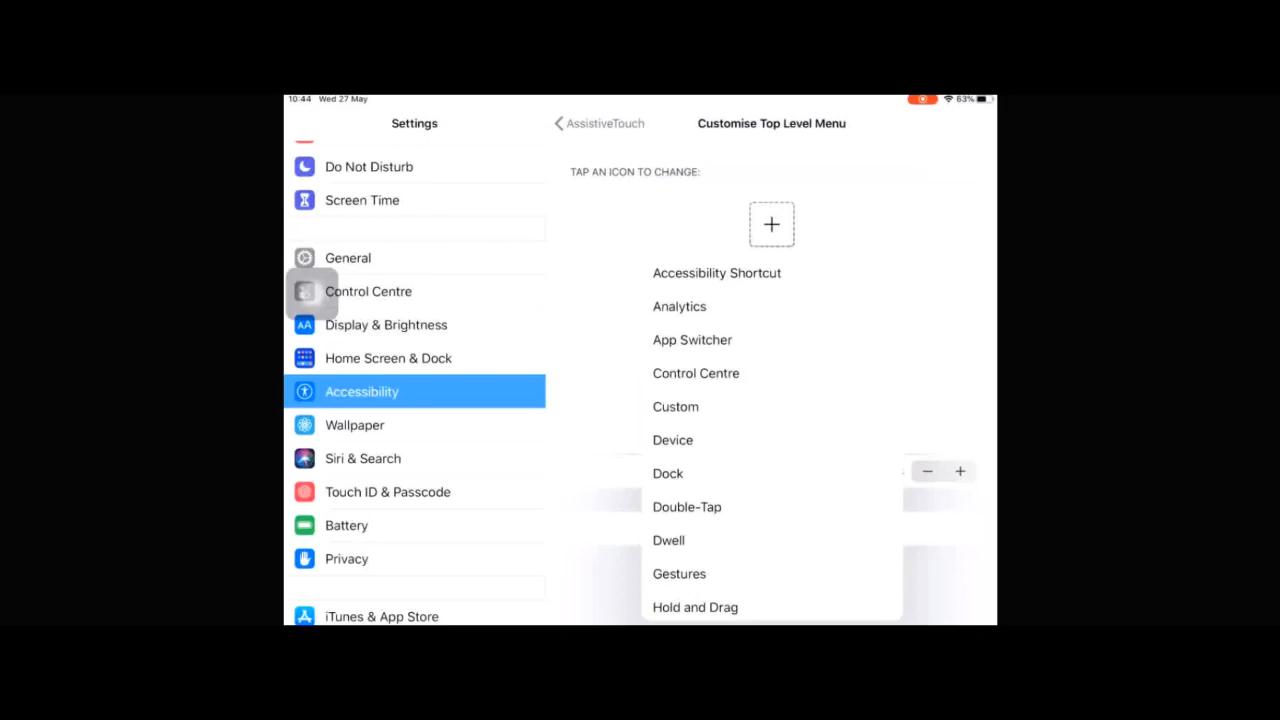 10:44 Wed 27 May
63%
Settings
AssistiveTouch
Customise Top Level Menu
Do Not Disturb
Screen Time
General
Control Centre
Display & Brightness
Home Screen & Dock
Accessibility
Wallpaper
Siri & Search
Touch ID & Passcode
Battery
Privacy
iTunes & App Store
TAP AN ICON TO CHANGE:
Accessibility Shortcut
Analytics
App Switcher
Control Centre
Custom
Device
Dock
Double-Tap
Dwell
Gestures
Hold and Drag